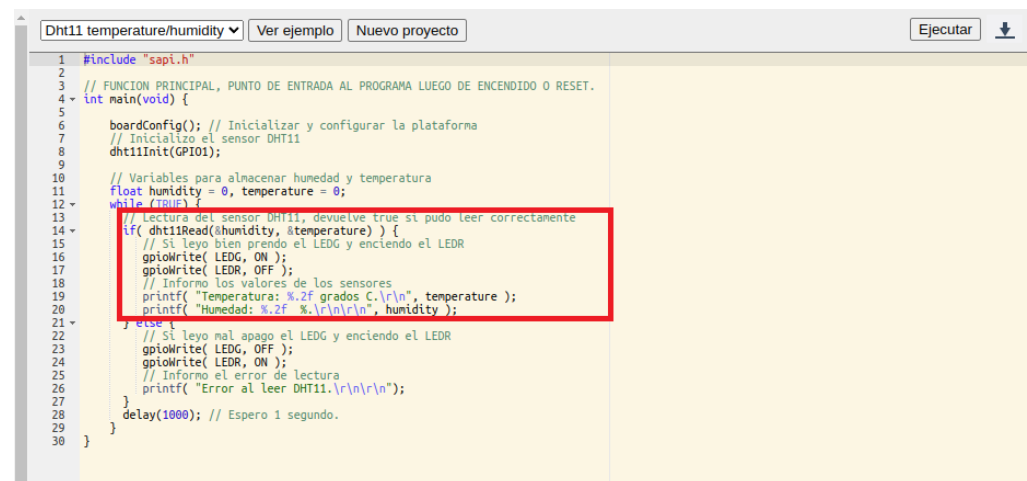 Dht11 temperature/humidity Ver ejemplo Nuevo proyecto Ejecutar
1 #include "sapi.h"
2
3 // FUNCION PRINCIPAL, PUNTO DE ENTRADA AL PROGRAMA LUEGO DE ENCENDIDO O RESET.
4 int main(void) {
5
6 boardConfig(); // Inicializar y configurar la plataforma
7 // Inicializo el sensor DHT11
8 dht11Init(GPIO1);
9
10 // Variables para almacenar humedad y temperatura
11 float humidity = 0, temperature = 0;
12 while (TRUE) {
13 // Lectura del sensor DHT11, devuelve true si pudo leer correctamente
14 if( dht11Read(&humidity, &temperature) ) {
15 // Si leyo bien prendo el LEDG y enciendo el LEDR
16 gpioWrite( LEDG, ON );
17 gpioWrite( LEDR, OFF );
18 // Informo los valores de los sensores
19 printf( "Temperatura: %.2f grados C.\r\n", temperature );
20 printf( "Humedad: %.2f  %.\r\n\r\n", humidity );
21 } else {
22 // Si leyo mal apago el LEDG y enciendo el LEDR
23 gpioWrite( LEDG, OFF );
24 gpioWrite( LEDR, ON );
25 // Informo el error de lectura
26 printf( "Error al leer DHT11.\r\n\r\n");
27 }
28 delay(1000); // Espero 1 segundo.
29 }
30 }